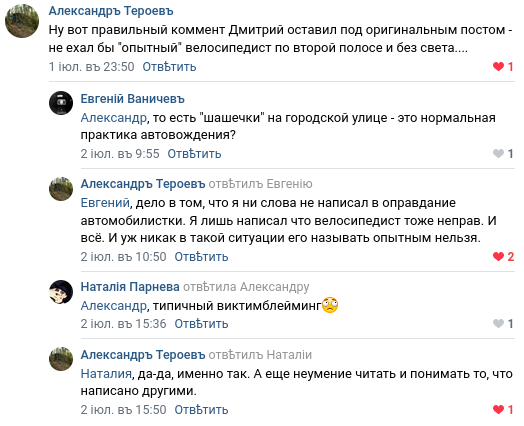 Александръ Тероевъ
Ну вот правильный коммент Дмитрий оставил под оригинальным постом -
не ехал бы "опытный" велосипедист по второй полосе и без света....
1 іюл. въ 23:50 Отвѣтить 1
Евгеній Ваничевъ
Александр, то есть "шашечки" на городской улице - это нормальная
практика автовождения?
2 іюл. въ 9:55 Отвѣтить 1
Александръ Тероевъ отвѣтилъ Евгенію
Евгений, дело в том, что я ни слова не написал в оправдание
автомобилистки. Я лишь написал что велосипедист тоже неправ. И
всё. И уж никак в такой ситуации его называть опытным нельзя.
2 іюл. въ 10:50 Отвѣтить 2
Наталія Парнева отвѣтила Александру
Александр, типичный виктимблейминг😢
2 іюл. въ 15:36 Отвѣтить 1
Александръ Тероевъ отвѣтилъ Наталіи
Наталия, да-да, именно так. А еще неумение читать и понимать то, что
написано другими.
2 іюл. въ 15:50 Отвѣтить 1